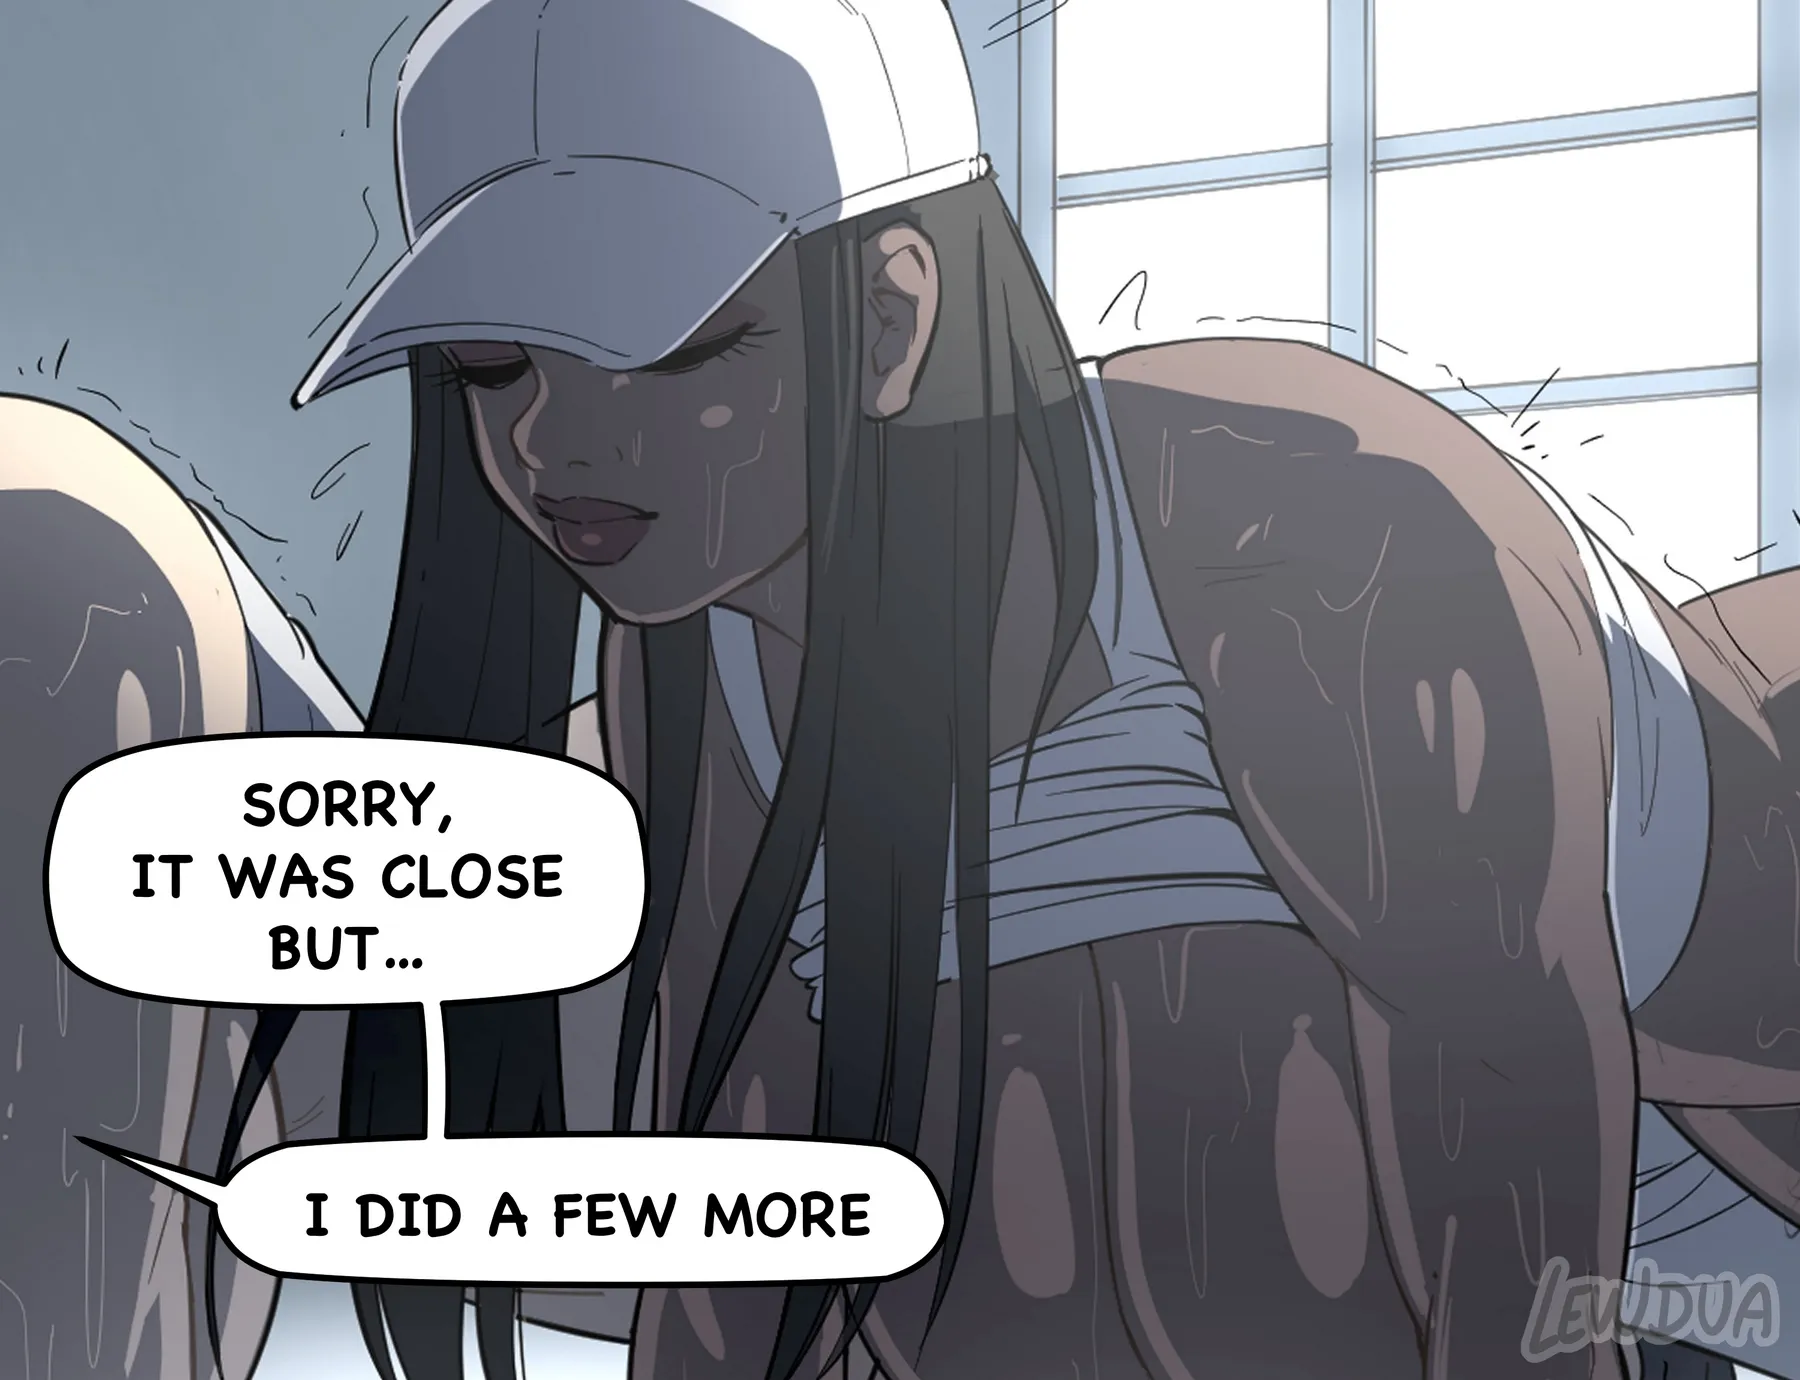 SORRY,
IT WAS CLOSE
BUT...
I DID A FEW MORE
LEWDUA